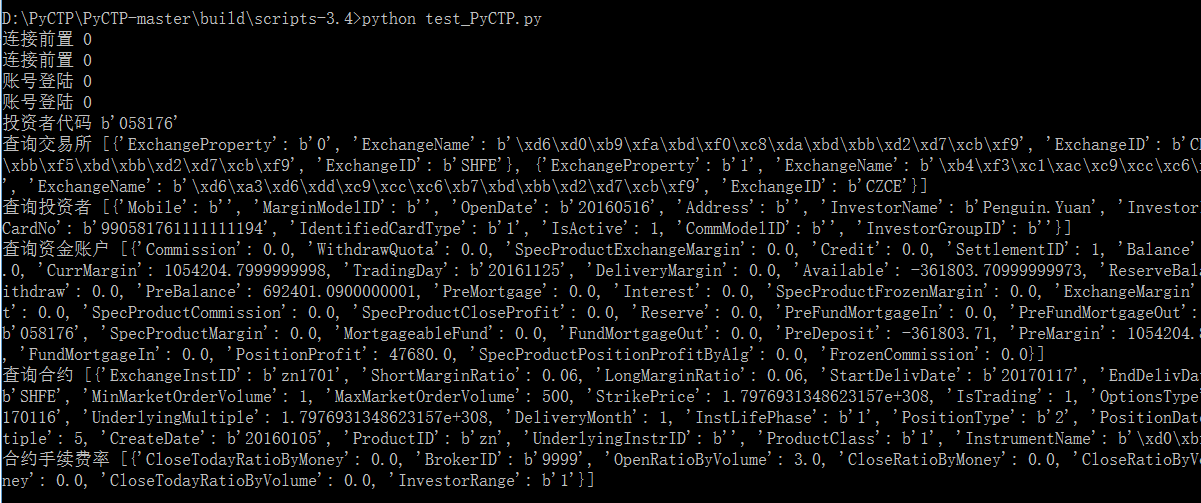 D:\PyCTP\PyCTP-master\build\scripts-3.4>python test_PyCTP.py
连接前置 0
连接前置 0
账号登陆 0
账号登陆 0
投资者代码 b'058176'
查询交易所 [{'ExchangeProperty': b'0', 'ExchangeName': b'\xd6\xd0\xb9\xfa\xbd\xf0\xc8\xda\xbd\xbb\xd2\xd7\xcb\xf9', 'ExchangeID': b'C
\xbb\xf5\xbd\xbb\xd2\xd7\xcb\xf9', 'ExchangeID': b'SHFE'}, {'ExchangeProperty': b'1', 'ExchangeName': b'\xb4\xf3\xc1\xac\xc9\xcc\xc6\
', 'ExchangeName': b'\xd6\xa3\xd6\xdd\xc9\xcc\xc6\xb7\xbd\xbb\xd2\xd7\xcb\xf9', 'ExchangeID': b'CZCE'}]
查询投资者 [{'Mobile': b'', 'MarginModelID': b'', 'OpenDate': b'20160516', 'Address': b'', 'InvestorName': b'Penguin.Yuan', 'Investor
CardNo': b'990581761111111194', 'IdentifiedCardType': b'1', 'IsActive': 1, 'CommModelID': b'', 'InvestorGroupID': b''}]
查询资金账户 [{'Commission': 0.0, 'WithdrawQuota': 0.0, 'SpecProductExchangeMargin': 0.0, 'Credit': 0.0, 'SettlementID': 1, 'Balance'
.0, 'CurrMargin': 1054204.7999999998, 'TradingDay': b'20161125', 'DeliveryMargin': 0.0, 'Available': -361803.70999999973, 'ReserveBal
ithdraw': 0.0, 'PreBalance': 692401.0900000001, 'PreMortgage': 0.0, 'Interest': 0.0, 'SpecProductFrozenMargin': 0.0, 'ExchangeMargin'
t': 0.0, 'SpecProductCommission': 0.0, 'SpecProductCloseProfit': 0.0, 'Reserve': 0.0, 'PreFundMortgageIn': 0.0, 'PreFundMortgageOut':
b'058176', 'SpecProductMargin': 0.0, 'MortgageableFund': 0.0, 'FundMortgageOut': 0.0, 'PreDeposit': -361803.71, 'PreMargin': 1054204.
, 'FundMortgageIn': 0.0, 'PositionProfit': 47680.0, 'SpecProductPositionProfitByAlg': 0.0, 'FrozenCommission': 0.0}]
查询合约 [{'ExchangeInstID': b'zn1701', 'ShortMarginRatio': 0.06, 'LongMarginRatio': 0.06, 'StartDelivDate': b'20170117', 'EndDelivDa
b'SHFE', 'MinMarketOrderVolume': 1, 'MaxMarketOrderVolume': 500, 'StrikePrice': 1.7976931348623157e+308, 'IsTrading': 1, 'OptionsType
170116', 'UnderlyingMultiple': 1.7976931348623157e+308, 'DeliveryMonth': 1, 'InstLifePhase': b'1', 'PositionType': b'2', 'PositionDat
tiple': 5, 'CreateDate': b'20160105', 'ProductID': b'zn', 'UnderlyingInstrID': b'', 'ProductClass': b'1', 'InstrumentName': b'\xd0\xb
合约手续费率 [{'CloseTodayRatioByMoney': 0.0, 'BrokerID': b'9999', 'OpenRatioByVolume': 3.0, 'CloseRatioByMoney': 0.0, 'CloseRatioByV
ney': 0.0, 'CloseTodayRatioByVolume': 0.0, 'InvestorRange': b'1'}]